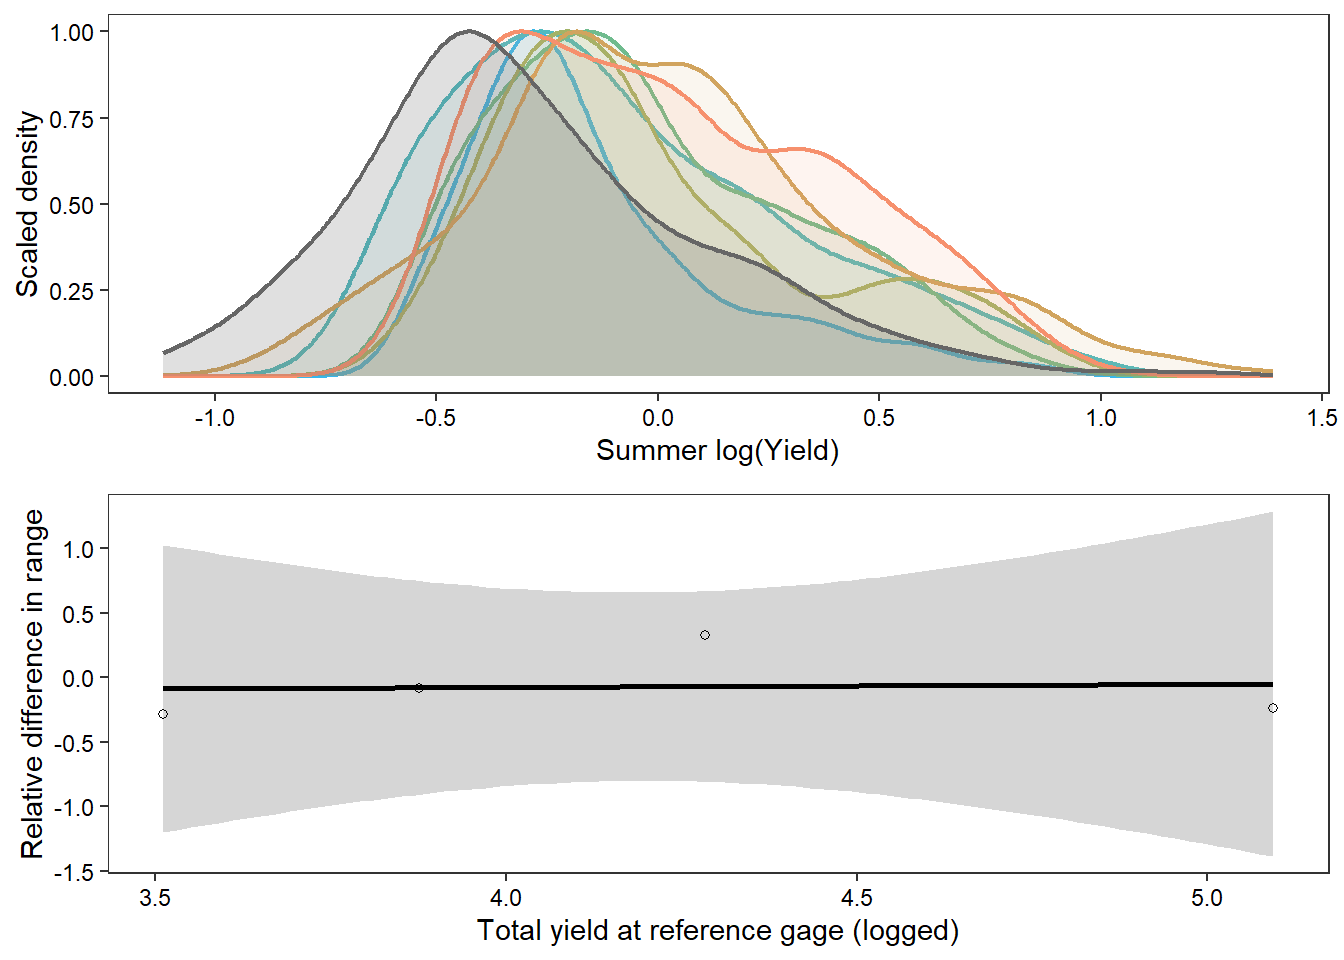 1.00
0.75
0.50
0.25
0.00
Scaled density
-1.0 -0.5 0.0 0.5 1.0 1.5
Summer log(Yield)
1.0
0.5
0.0
-0.5
-1.0
-1.5
Relative difference in range
3.5 4.0 4.5 5.0
Total yield at reference gage (logged)